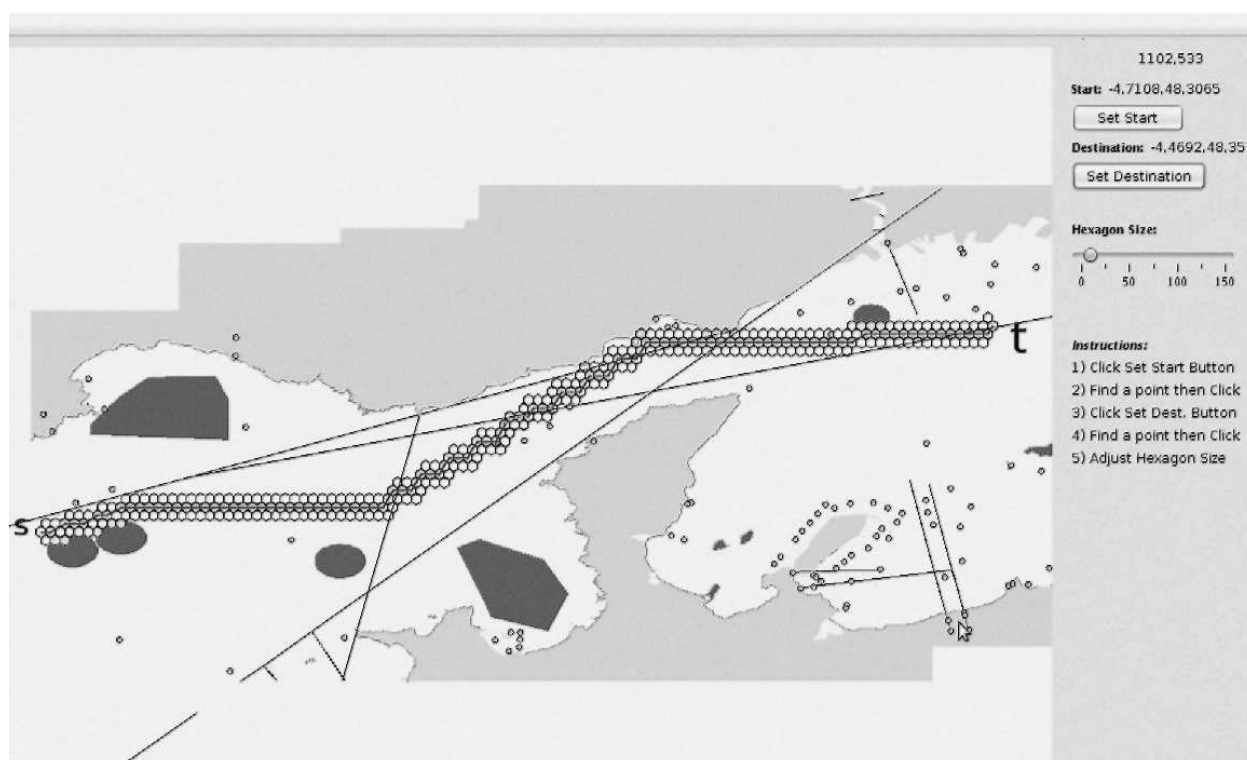 1102,533
Start: -4,7108,48,3065
Set Start
Destination: -4,4692,48,35
Set Destination
Hexagon Size:
0 50 100 150
Instructions:
1) Click Set Start Button
2) Find a point then Click
3) Click Set Dest. Button
4) Find a point then Click
5) Adjust Hexagon Size
t
s